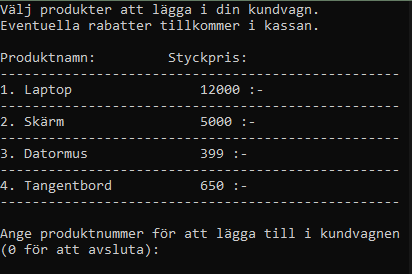 Välj produkter att lägga i din kundvagn.
Eventuella rabatter tillkommer i kassan.
Produktnamn: Styckpris:
--------------------------------------------------
1. Laptop 12000 :-
--------------------------------------------------
2. Skärm 5000 :-
--------------------------------------------------
3. Datormus 399 :-
--------------------------------------------------
4. Tangentbord 650 :-
--------------------------------------------------
Ange produktnummer för att lägga till i kundvagnen
(0 för att avsluta):